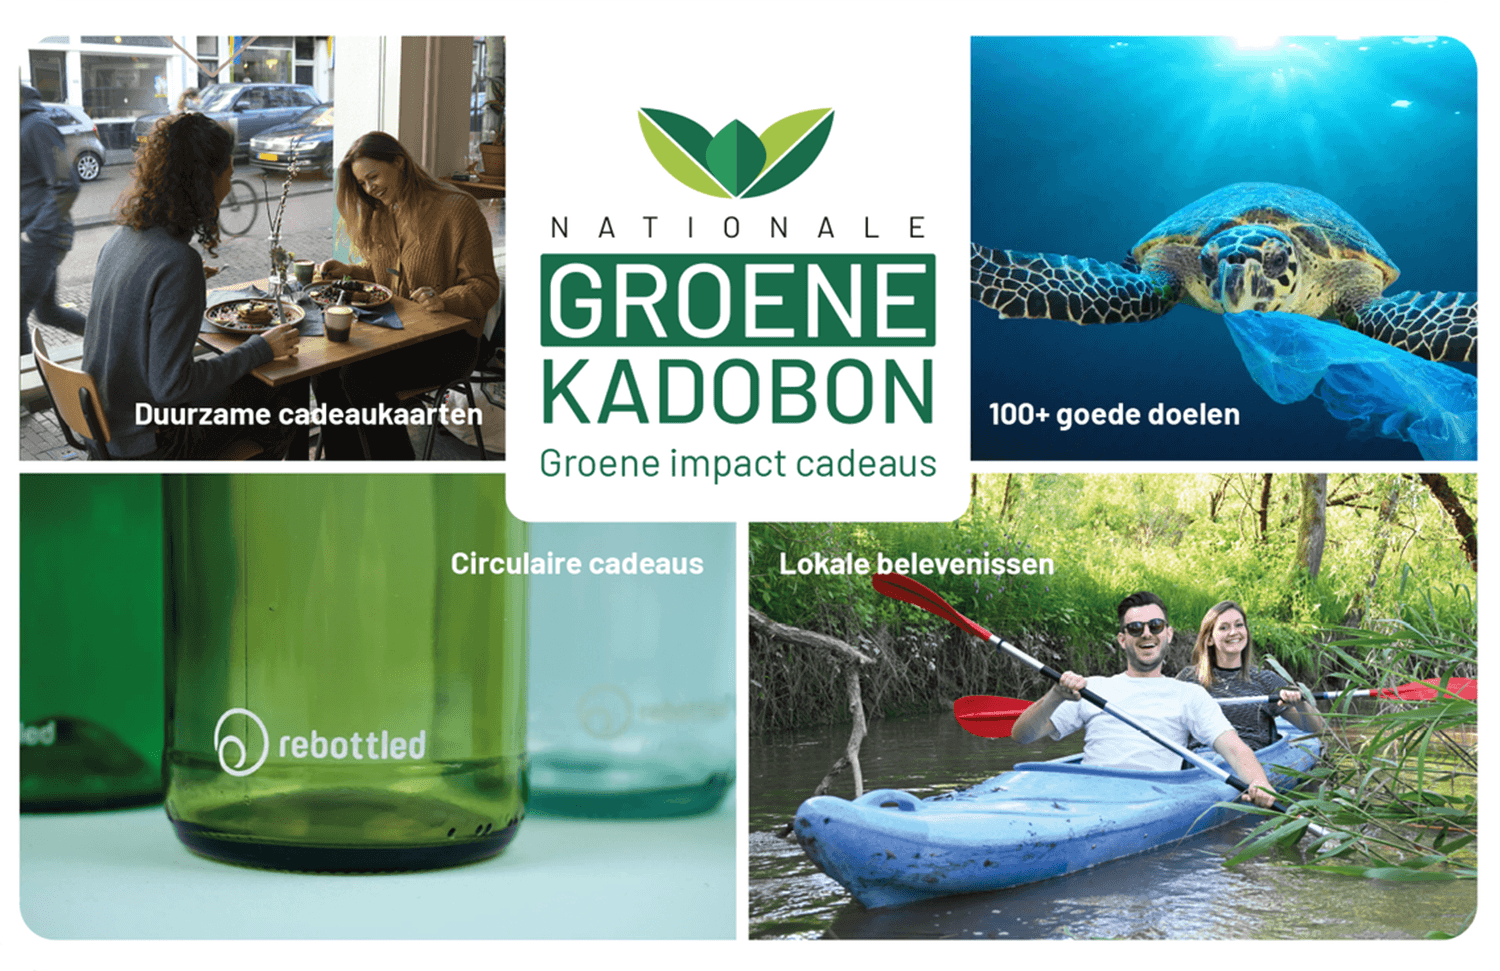 NATIONALE
GROENE
KADOBON
Groene impact cadeaus
Duurzame cadeaukaarten
100+ goede doelen
Circulaire cadeaus
Lokale belevenissen
rebottled